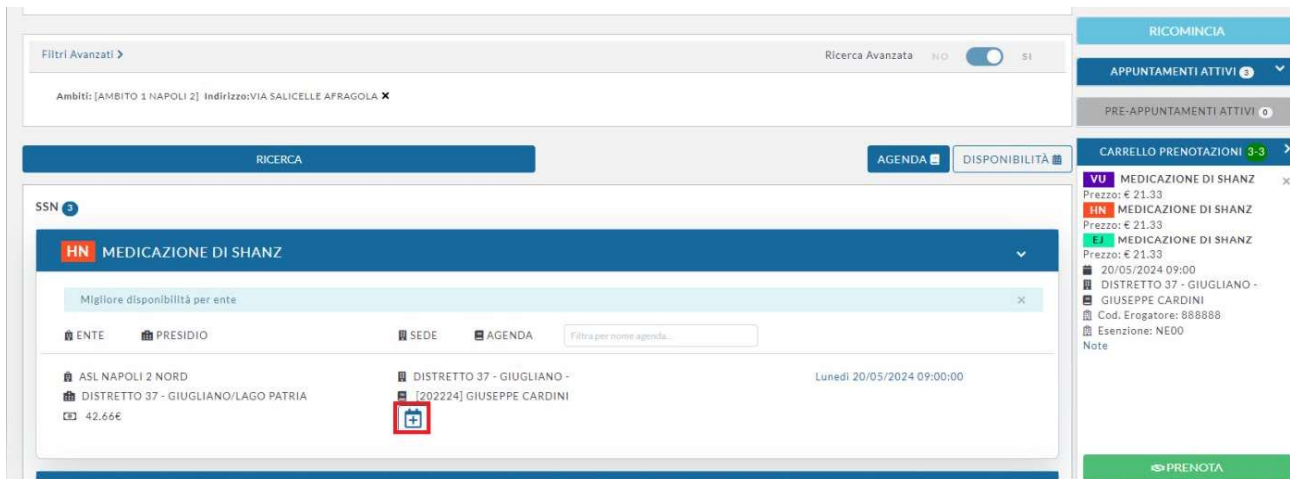 Filtri Avanzati >
Ricerca Avanzata NO SI
Ambiti: [AMBITO 1 NAPOLI 2] Indirizzo:VIA SALICELLE AFRAGOLA ×
RICERCA
AGENDA
DISPONIBILITÀ
SSN 3
HN MEDICAZIONE DI SHANZ
Migliore disponibilità per ente ×
ENTE PRESIDIO SEDE AGENDA Filtra per nome agenda...
ASL NAPOLI 2 NORD
DISTRETTO 37 - GIUGLIANO/LAGO PATRIA
42.66€
DISTRETTO 37 - GIUGLIANO -
[202224] GIUSEPPE CARDINI
Lunedì 20/05/2024 09:00:00
RICOMINCIA
APPUNTAMENTI ATTIVI 3
PRE-APPUNTAMENTI ATTIVI 0
CARRELLO PRENOTAZIONI 3-3
VU MEDICAZIONE DI SHANZ ×
Prezzo: € 21.33
HN MEDICAZIONE DI SHANZ
Prezzo: € 21.33
EJ MEDICAZIONE DI SHANZ
Prezzo: € 21.33
20/05/2024 09:00
DISTRETTO 37 - GIUGLIANO -
GIUSEPPE CARDINI
Cod. Erogatore: 888888
Esenzione: NE00
Note
PRENOTA